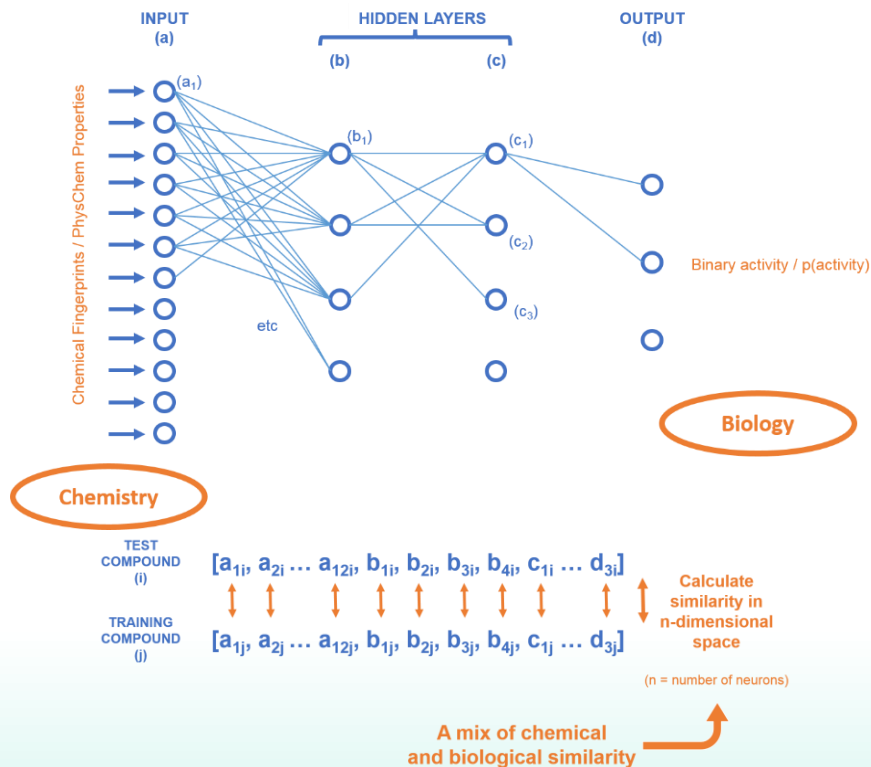 INPUT
(a)
HIDDEN LAYERS
(b)
(c)
OUTPUT
(d)
Chemical Fingerprints / PhysChem Properties
(a1)
(b1)
(c1)
(c2)
(c3)
etc
Binary activity / p(activity)
Biology
Chemistry
TEST
COMPOUND
(i)
[a1i, a2i … a12i, b1i, b2i, b3i, b4i, c1i … d3i]
TRAINING
COMPOUND
(j)
[a1j, a2j … a12j, b1j, b2j, b3j, b4j, c1j … d3j]
Calculate
similarity in
n-dimensional
space
(n = number of neurons)
A mix of chemical
and biological similarity